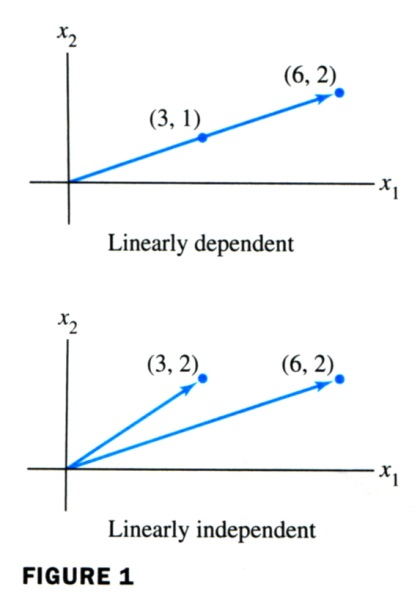 x₂
(6, 2)
(3, 1)
x₁
Linearly dependent
x₂
(3, 2) (6, 2)
x₁
Linearly independent
FIGURE 1